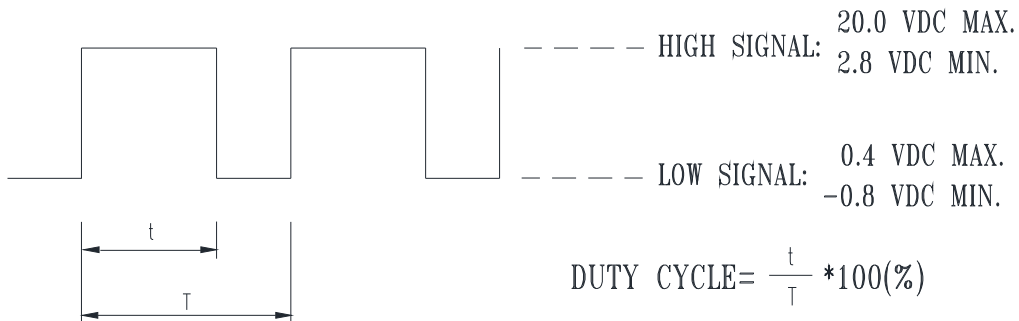 20.0 VDC MAX.
HIGH SIGNAL:
2.8 VDC MIN.
0.4 VDC MAX.
LOW SIGNAL:
-0.8 VDC MIN.
t
T
DUTY CYCLE= t/T *100(%)